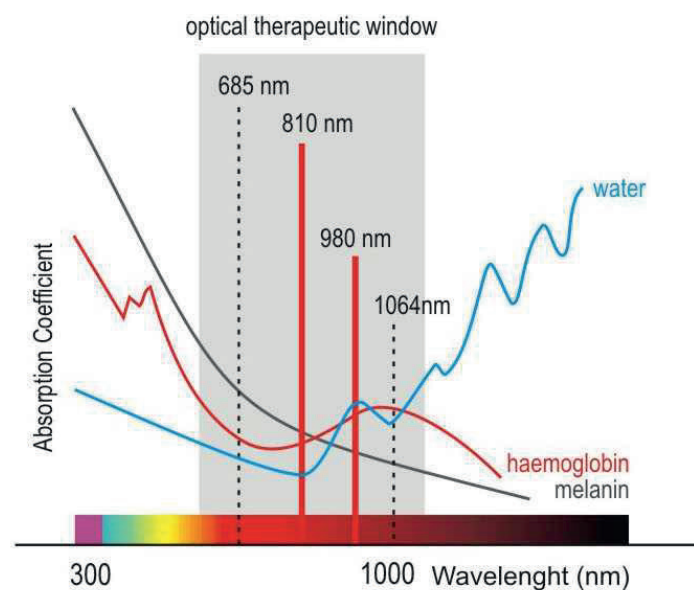 optical therapeutic window
685 nm
810 nm
water
980 nm
1064nm
Absorption Coefficient
haemoglobin
melanin
300
1000
Wavelenght (nm)